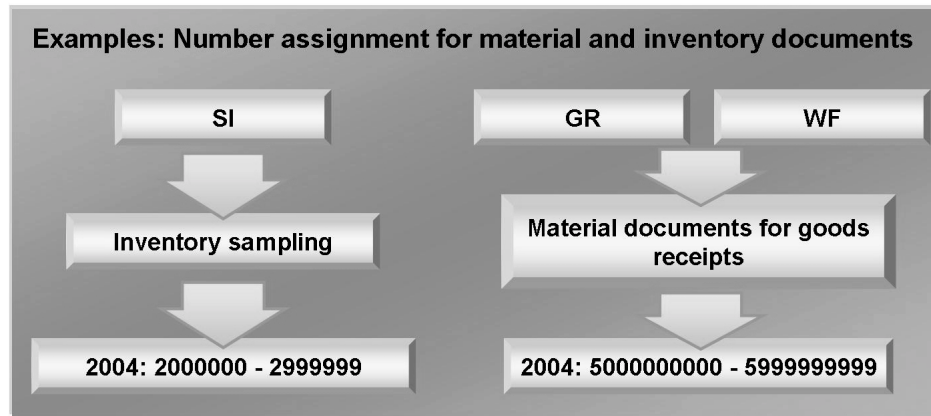 Examples: Number assignment for material and inventory documents
SI
GR
WF
Inventory sampling
Material documents for goods
receipts
2004: 2000000 - 2999999
2004: 5000000000 - 5999999999